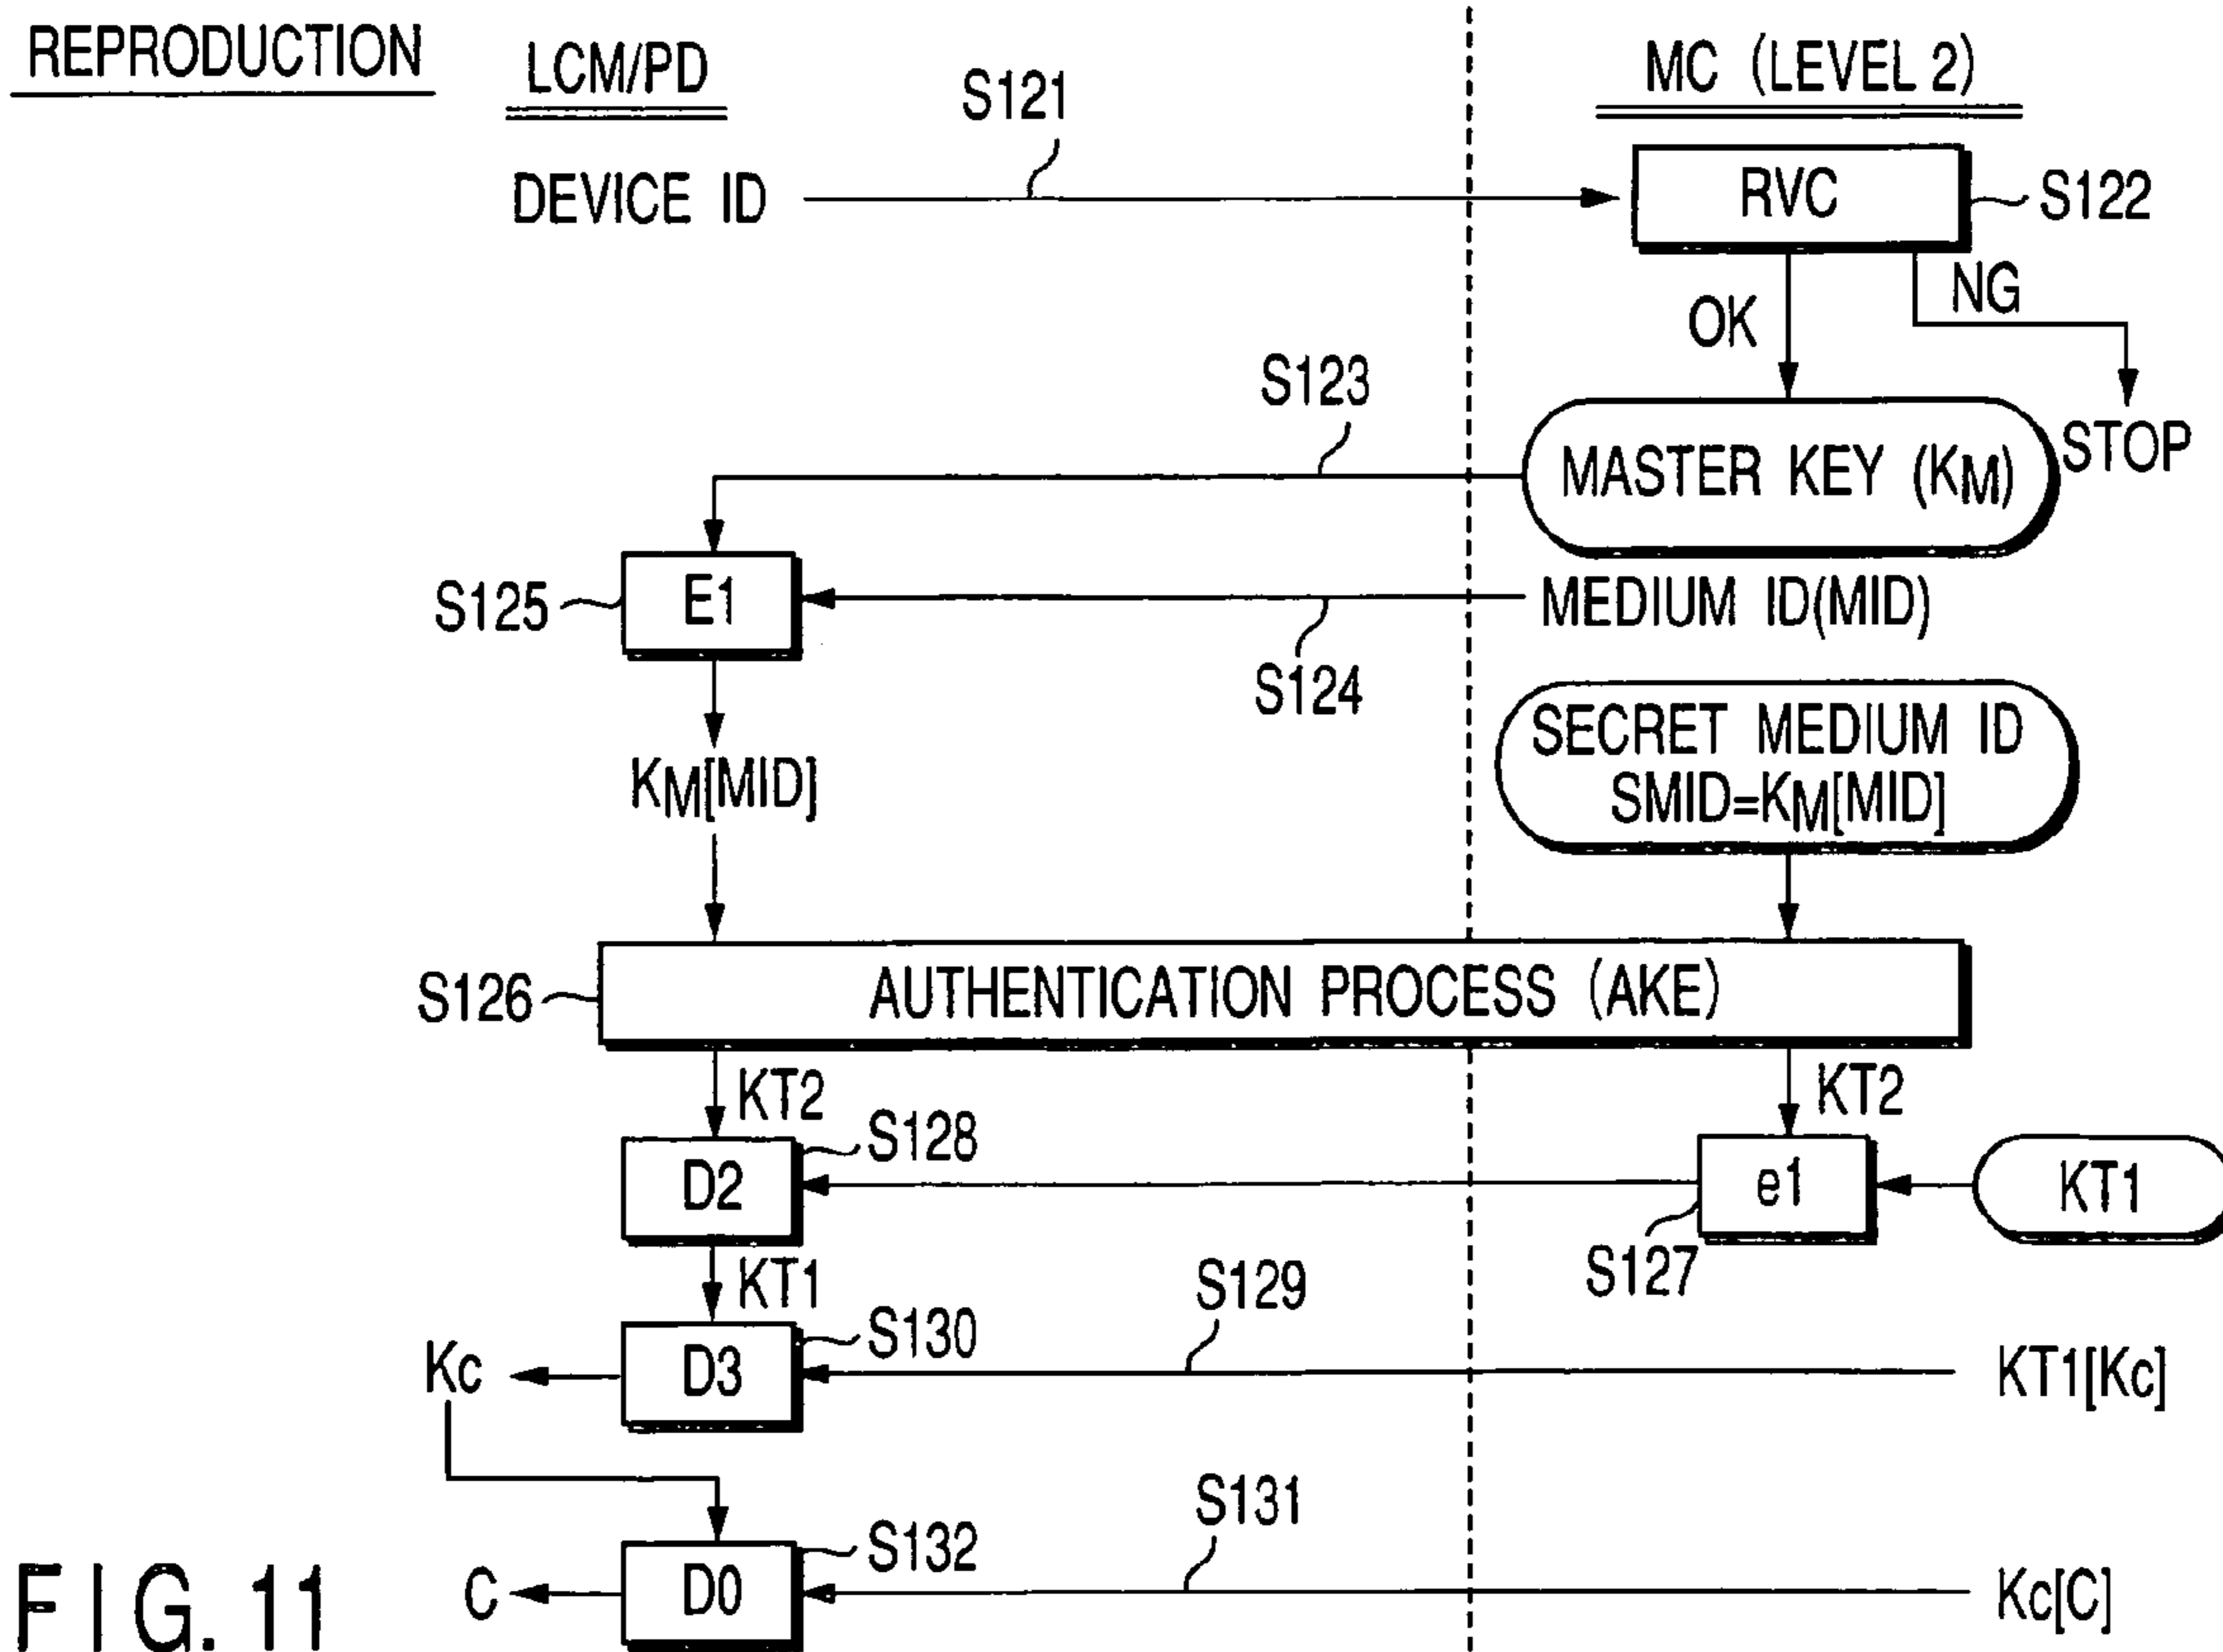 REPRODUCTION
LCM/PD
MC (LEVEL 2)
S121
DEVICE ID
RVC
S122
OK
NG
S123
MASTER KEY (KM)
STOP
S125
E1
MEDIUM ID(MID)
S124
KM[MID]
SECRET MEDIUM ID
SMID=KM[MID]
S126
AUTHENTICATION PROCESS (AKE)
KT2
KT2
S128
D2
e1
KT1
S127
KT1
S129
S130
Kc
D3
KT1[Kc]
S131
S132
C
D0
Kc[C]
FIG. 11